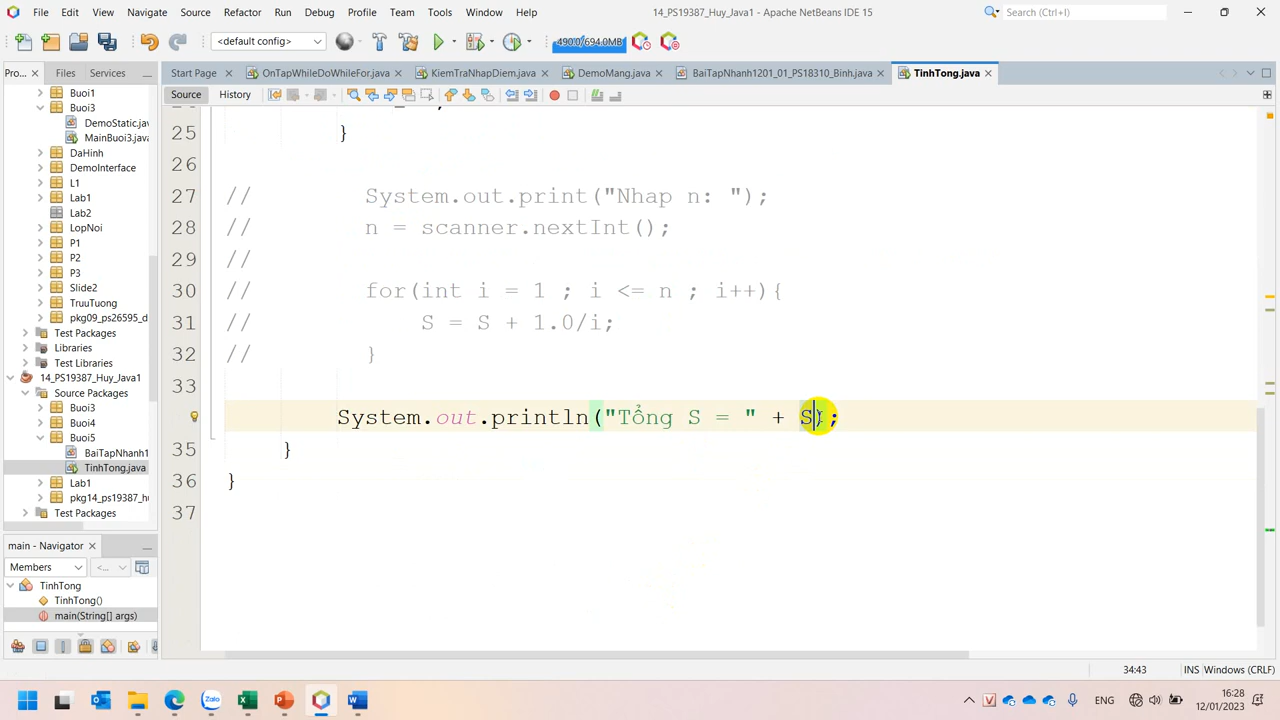 File Edit View Navigate Source Refactor Run Debug Profile Team Tools Window Help
14_PS19387_Huy_Java1 - Apache NetBeans IDE 15
Search (Ctrl+I)
<default config>
490.0/694.0MB
Pro... Files Services
Start Page OnTapWhileDoWhileFor.java KiemTraNhapDiem.java DemoMang.java BaiTapNhanh1201_01_PS18310_Binh.java TinhTong.java
Source History
Buoi1
Buoi3
DemoStatic.java
MainBuoi3.java
DaHinh
DemoInterface
L1
Lab1
Lab2
LopNoi
P1
P2
P3
Slide2
TruuTuong
pkg09_ps26595_d
Test Packages
Libraries
Test Libraries
14_PS19387_Huy_Java1
Source Packages
Buoi3
Buoi4
Buoi5
BaiTapNhanh1
TinhTong.java
Lab1
pkg14_ps19387_hu
Test Packages
main - Navigator
Members <...
TinhTong
TinhTong()
main(String[] args)
25 }
26
27 // System.out.print("Nhap n: ");
28 // n = scanner.nextInt();
29 //
30 // for(int i = 1 ; i <= n ; i++){
31 // S = S + 1.0/i;
32 // }
33
System.out.println("Tổng S = " + S);
35 }
36 }
37
34:43 INS Windows (CRLF)
Zalo
ENG
16:28
12/01/2023